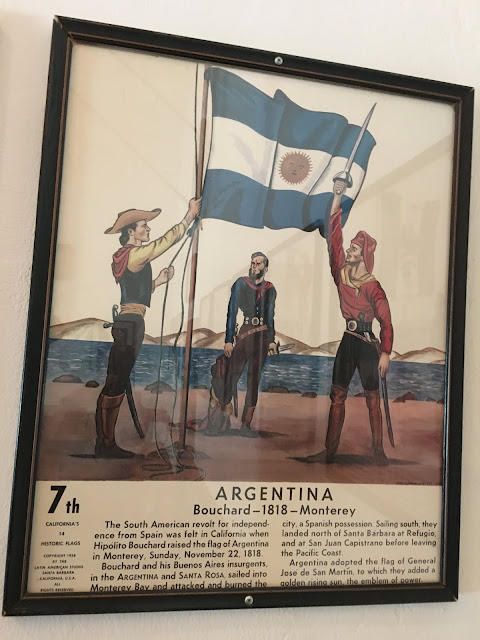 7th
CALIFORNIA'S
14
HISTORIC FLAGS
COPYRIGHT 1958
BY THE
LATIN AMERICAN STUDIO
SANTA BARBARA
CALIFORNIA, U.C.A.
ALL
RIGHTS RESERVED
ARGENTINA
Bouchard–1818–Monterey
The South American revolt for independ-
ence from Spain was felt in California when
Hipólito Bouchard raised the flag of Argentina
in Monterey, Sunday, November 22, 1818.
Bouchard and his Buenos Aires insurgents,
in the ARGENTINA and SANTA ROSA, sailed into
Monterey Bay and attacked and burned the
city, a Spanish possession. Sailing south, they
landed north of Santa Bárbara at Refugio,
and at San Juan Capistrano before leaving
the Pacific Coast.
Argentina adopted the flag of General
José de San Martín, to which they added a
golden rising sun, the emblem of power.